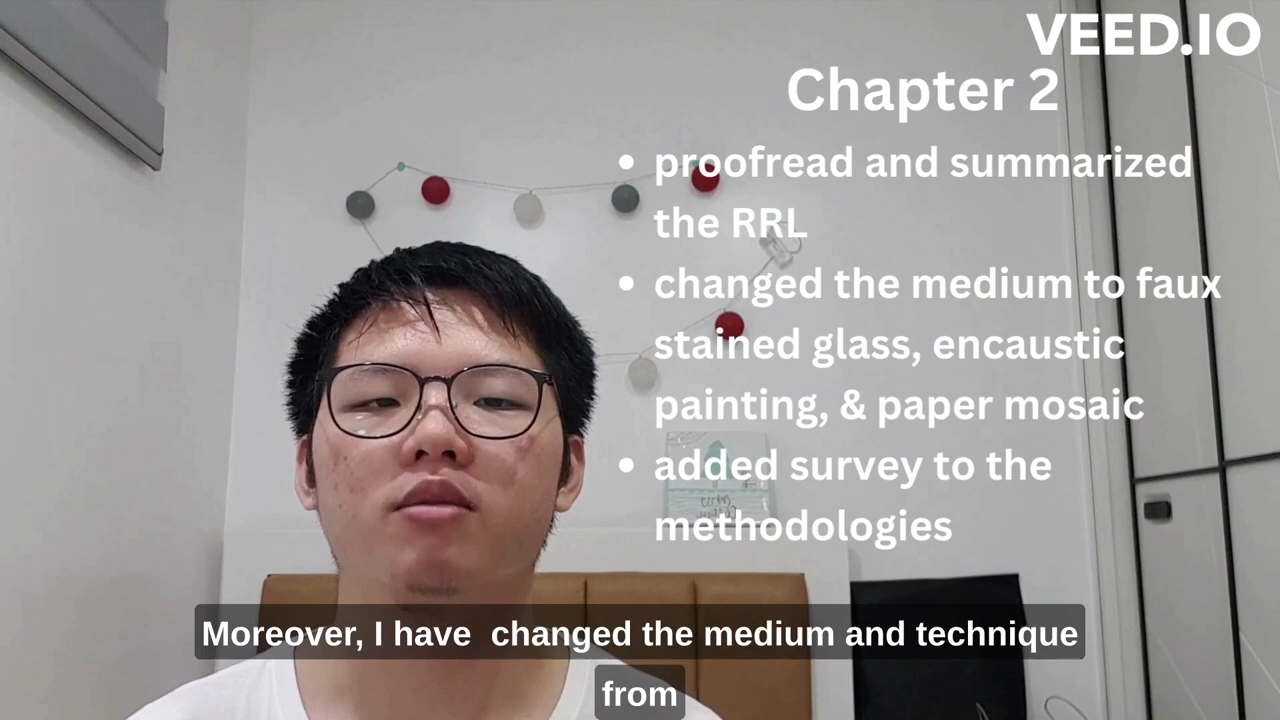 VEED.IO
Chapter 2
• proofread and summarized
the RRL
• changed the medium to faux
stained glass, encaustic
painting, & paper mosaic
• added survey to the
methodologies
Moreover, I have  changed the medium and technique
from